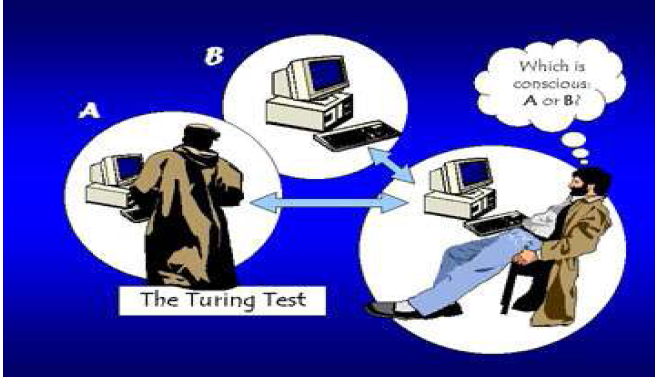 B
A
Which is
conscious:
A or B?
The Turing Test